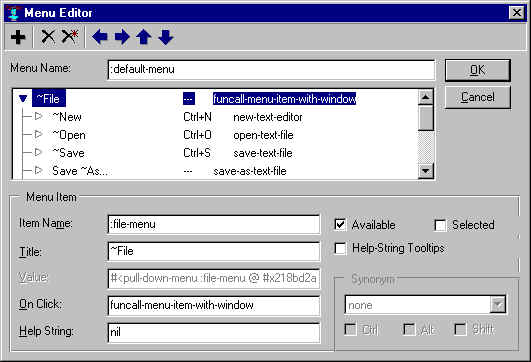 Menu Editor
Menu Name: :default-menu OK
Cancel
~File --- funcall-menu-item-with-window
~New Ctrl+N new-text-editor
~Open Ctrl+O open-text-file
~Save Ctrl+S save-text-file
Save ~As... --- save-as-text-file
Menu Item
Item Name: :file-menu Available Selected
Title: ~File Help-String Tooltips
Value: #<pull-down-menu :file-menu @ #x218bd2a
Synonym
On Click: funcall-menu-item-with-window none
Help String: nil Ctrl Alt Shift